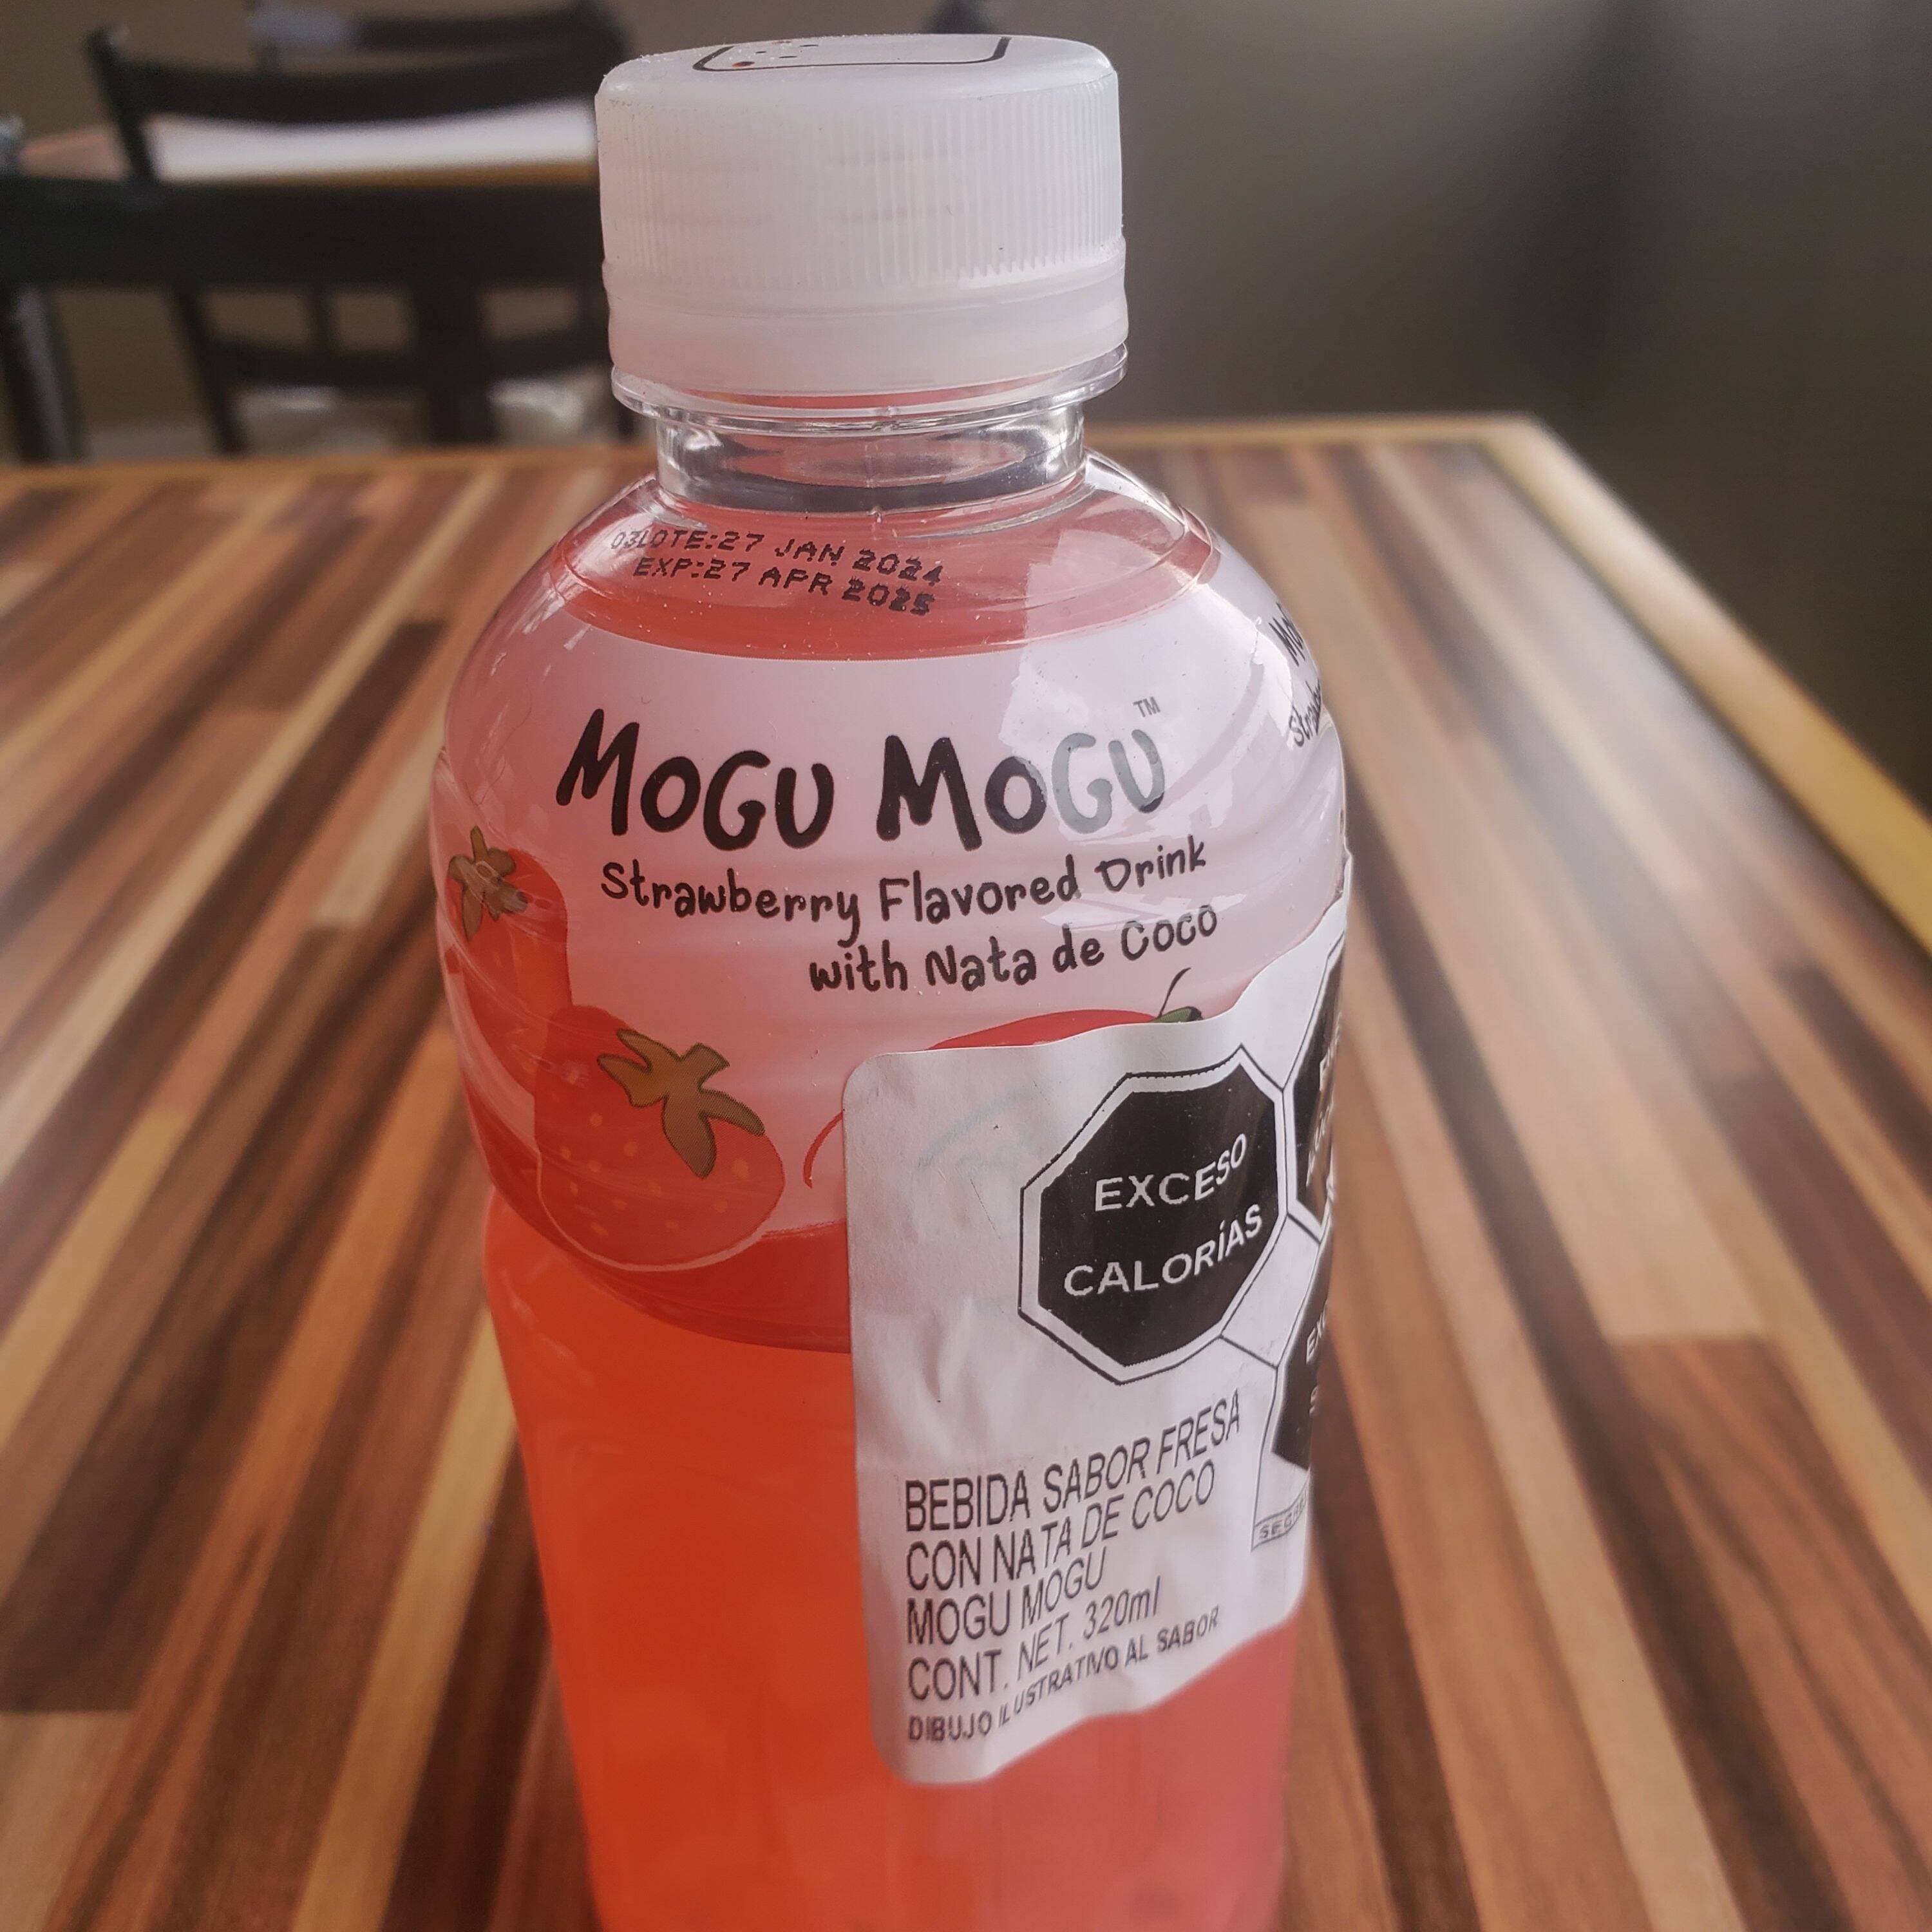 03LOTE:27 JAN 2024
EXP:27 APR 2025
MOGU MOGU™
Strawberry Flavored Drink
with Nata de Coco
EXCESO
CALORÍAS
BEBIDA SABOR FRESA
CON NATA DE COCO
MOGU MOGU
CONT. NET. 320ml
DIBUJO ILUSTRATIVO AL SABOR